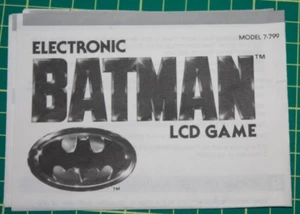 MODEL 7-799
ELECTRONIC
BATMAN™
LCD GAME
™